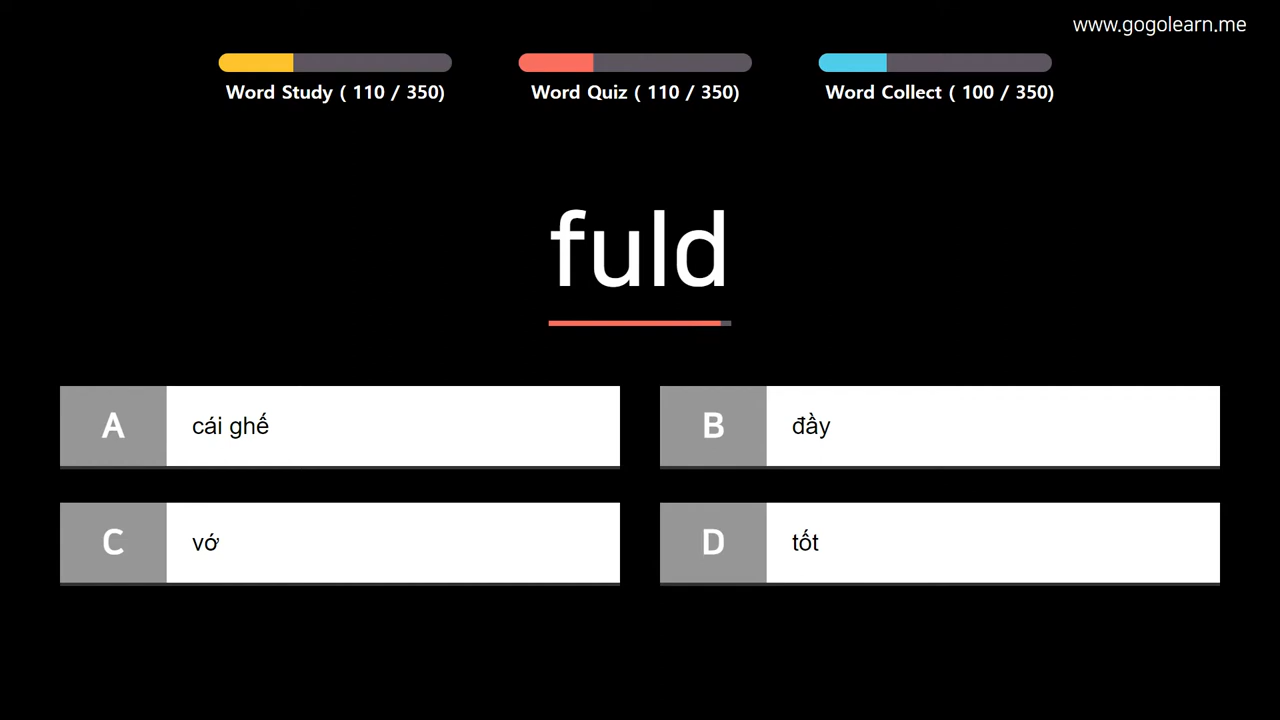 www.gogolearn.me
Word Study ( 110 / 350)
Word Quiz ( 110 / 350)
Word Collect ( 100 / 350)
fuld
A cái ghế
B đầy
C vớ
D tốt